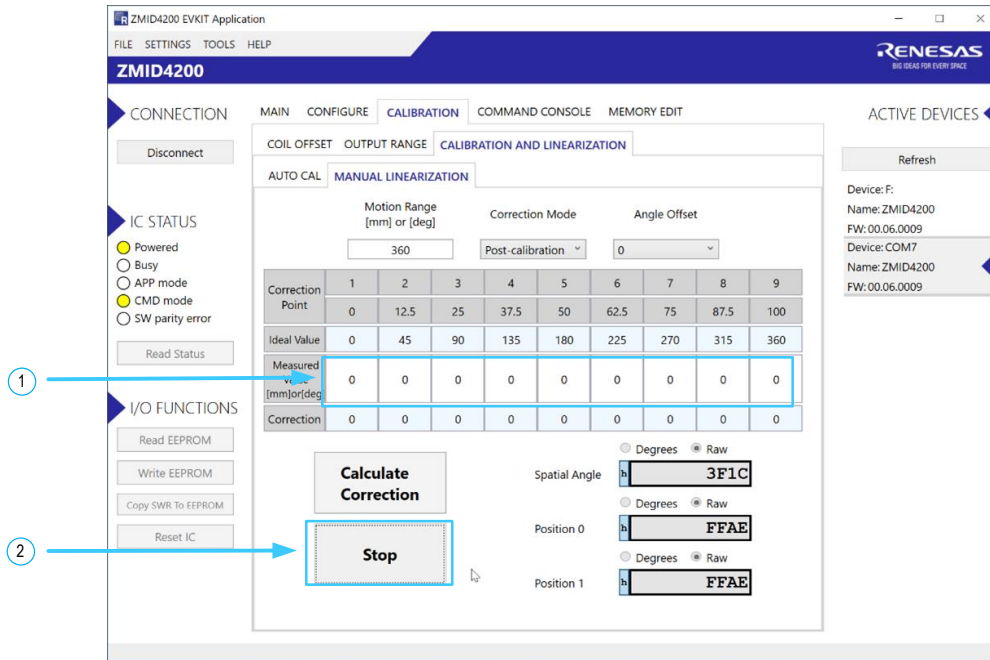 ZMID4200 EVKIT Application
FILE SETTINGS TOOLS HELP
RENESAS
BIG IDEAS FOR EVERY SPACE
ZMID4200
CONNECTION
Disconnect
IC STATUS
Powered
Busy
APP mode
CMD mode
SW parity error
Read Status
I/O FUNCTIONS
Read EEPROM
Write EEPROM
Copy SWR To EEPROM
Reset IC
MAIN CONFIGURE CALIBRATION COMMAND CONSOLE MEMORY EDIT
COIL OFFSET OUTPUT RANGE CALIBRATION AND LINEARIZATION
AUTO CAL MANUAL LINEARIZATION
Motion Range
[mm] or [deg]
Correction Mode
Angle Offset
360 Post-calibration 0
Correction
Point
1 2 3 4 5 6 7 8 9
0 12.5 25 37.5 50 62.5 75 87.5 100
Ideal Value 0 45 90 135 180 225 270 315 360
Measured
Value
[mm]or[deg
0 0 0 0 0 0 0 0 0
Correction 0 0 0 0 0 0 0 0 0
Calculate
Correction
Stop
Degrees Raw
Spatial Angle h 3F1C
Degrees Raw
Position 0 h FFAE
Degrees Raw
Position 1 h FFAE
ACTIVE DEVICES
Refresh
Device: F:
Name: ZMID4200
FW: 00.06.0009
Device: COM7
Name: ZMID4200
FW: 00.06.0009
1
2